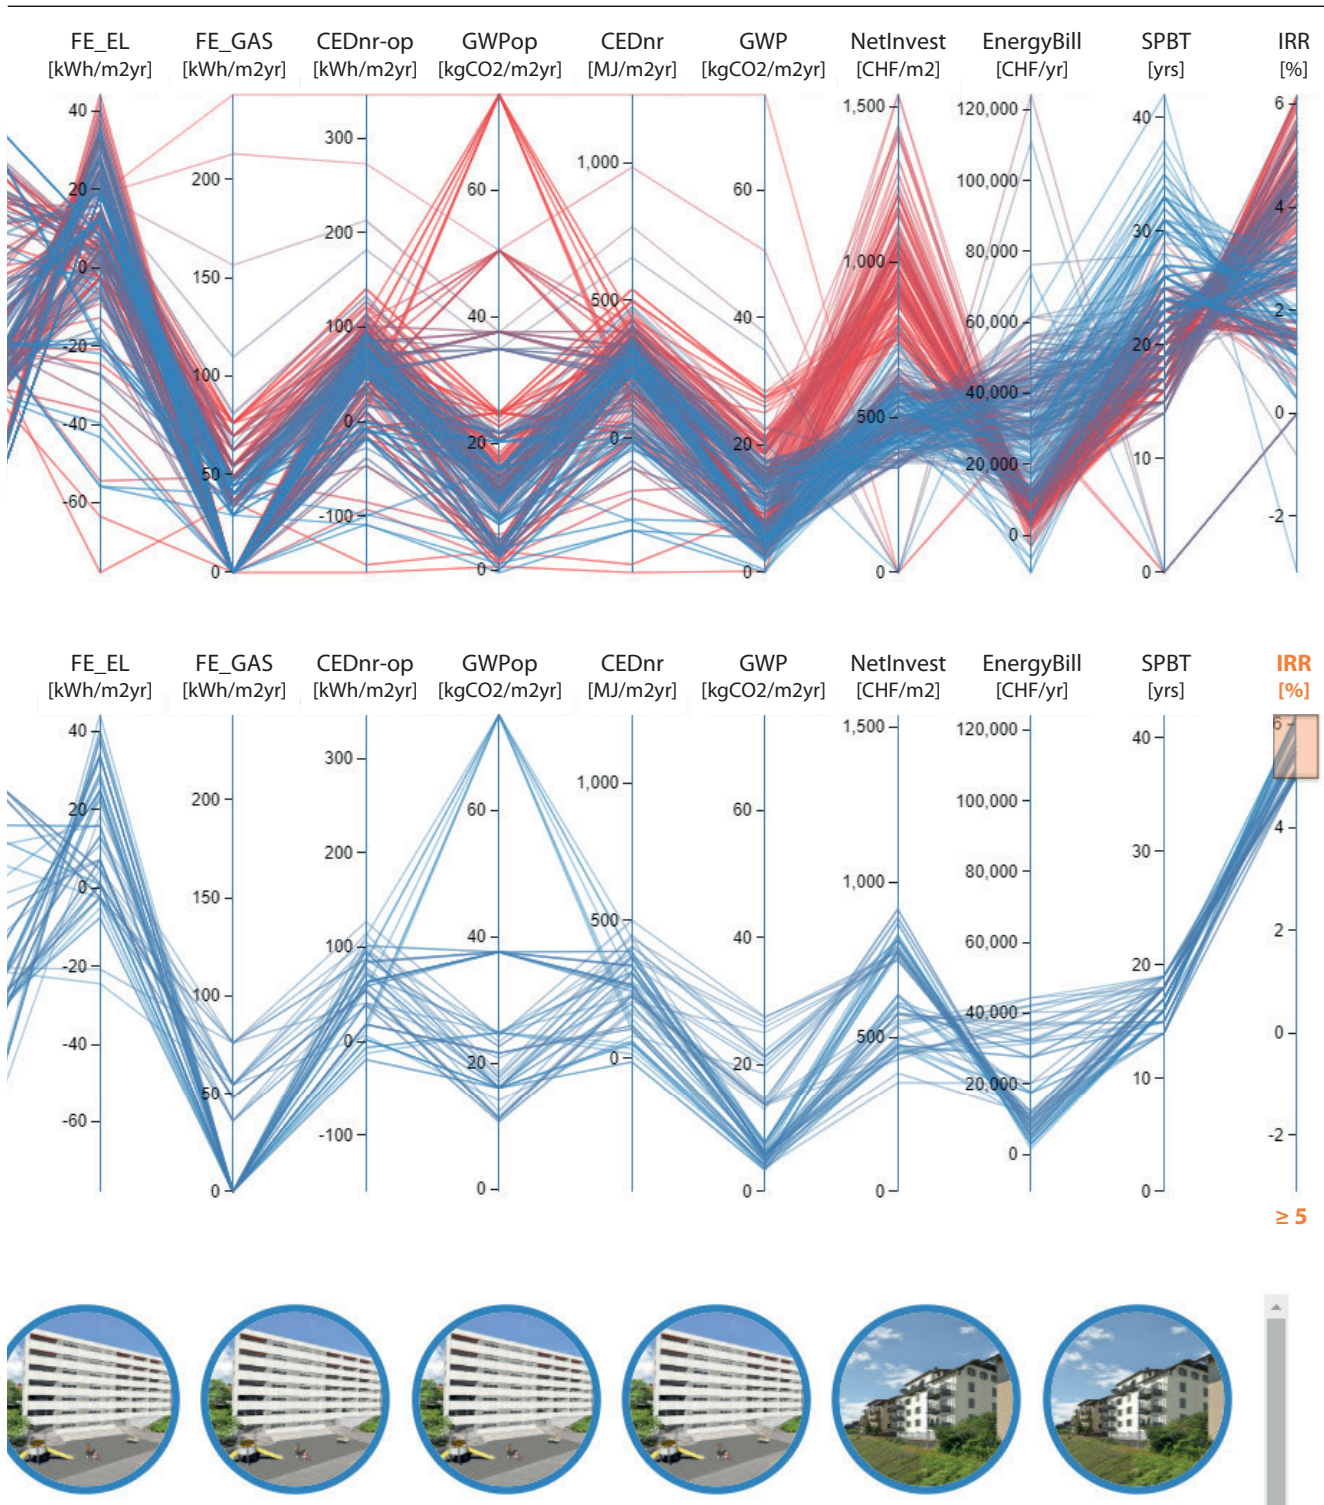 FE_EL FE_GAS CEDnr-op GWPop CEDnr GWP NetInvest EnergyBill SPBT IRR
[kWh/m2yr] [kWh/m2yr] [kWh/m2yr] [kgCO2/m2yr] [MJ/m2yr] [kgCO2/m2yr] [CHF/m2] [CHF/yr] [yrs] [%]
40 20 0 -20 -40 -60
200 150 100 50 0
300 200 100 0 -100
60 40 20 0
1,000 500 0
60 40 20 0
1,500 1,000 500 0
120,000 100,000 80,000 60,000 40,000 20,000 0
40 30 20 10 0
6 4 2 0 -2
FE_EL FE_GAS CEDnr-op GWPop CEDnr GWP NetInvest EnergyBill SPBT IRR
[kWh/m2yr] [kWh/m2yr] [kWh/m2yr] [kgCO2/m2yr] [MJ/m2yr] [kgCO2/m2yr] [CHF/m2] [CHF/yr] [yrs] [%]
40 20 0 -20 -40 -60
200 150 100 50 0
300 200 100 0 -100
60 40 20 0
1,000 500 0
60 40 20 0
1,500 1,000 500 0
120,000 100,000 80,000 60,000 40,000 20,000 0
40 30 20 10 0
6 4 2 0 -2
≥ 5